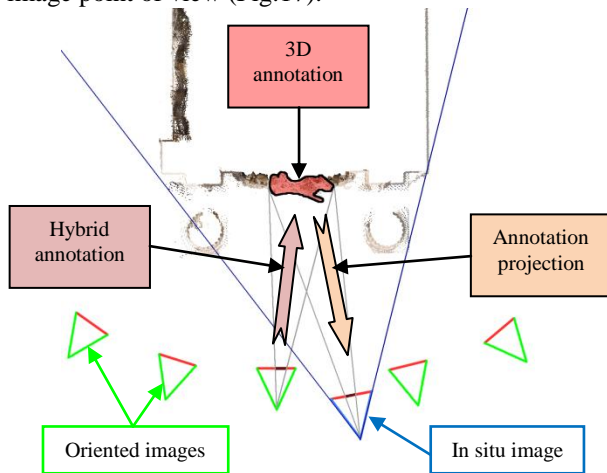 image point of view (Fig.17).
3D
annotation
Hybrid
annotation
Annotation
projection
Oriented images
In situ image